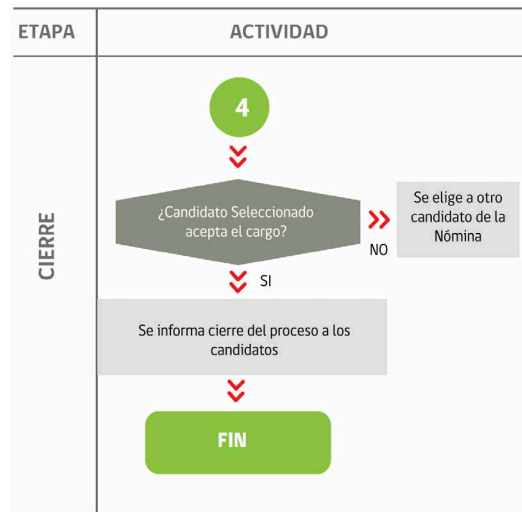 ETAPA
ACTIVIDAD
CIERRE
4
¿Candidato Seleccionado
acepta el cargo?
NO
Se elige a otro
candidato de la
Nómina
SI
Se informa cierre del proceso a los
candidatos
FIN